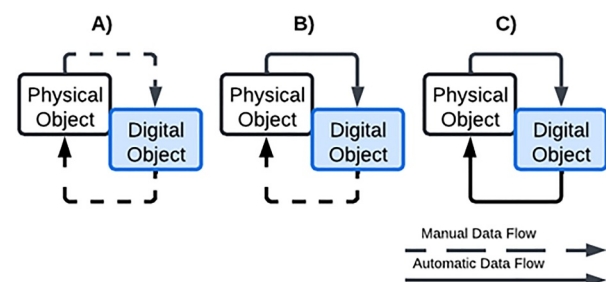 A)
B)
C)
Physical
Object
Digital
Object
Physical
Object
Digital
Object
Physical
Object
Digital
Object
Manual Data Flow
Automatic Data Flow